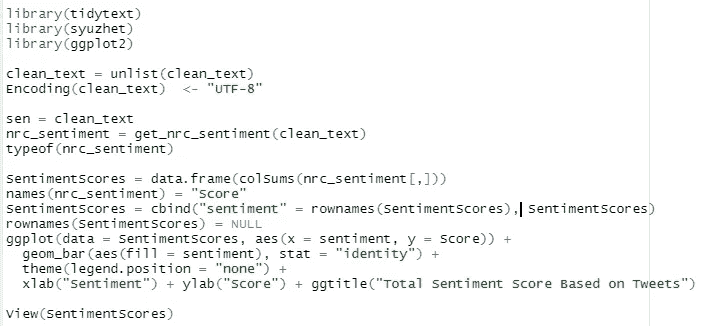 library(tidytext)
library(syuzhet)
library(ggplot2)
clean_text = unlist(clean_text)
Encoding(clean_text) <- "UTF-8"
sen = clean_text
nrc_sentiment = get_nrc_sentiment(clean_text)
typeof(nrc_sentiment)
SentimentScores = data.frame(colSums(nrc_sentiment[,]))
names(nrc_sentiment) = "Score"
SentimentScores = cbind("sentiment" = rownames(SentimentScores), SentimentScores)
rownames(SentimentScores) = NULL
ggplot(data = SentimentScores, aes(x = sentiment, y = Score)) +
geom_bar(aes(fill = sentiment), stat = "identity") +
theme(legend.position = "none") +
xlab("Sentiment") + ylab("Score") + ggtitle("Total Sentiment Score Based on Tweets")
View(SentimentScores)